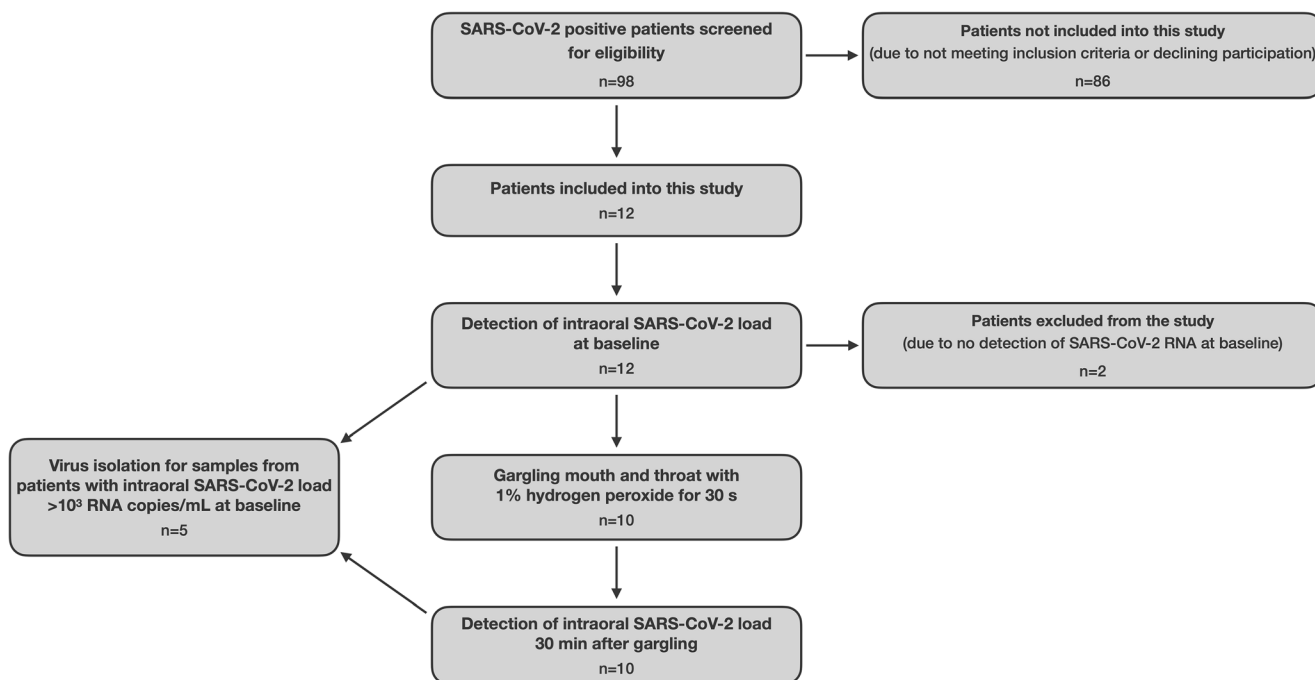 SARS-CoV-2 positive patients screened
for eligibility
n=98
Patients not included into this study
(due to not meeting inclusion criteria or declining participation)
n=86
Patients included into this study
n=12
Detection of intraoral SARS-CoV-2 load
at baseline
n=12
Patients excluded from the study
(due to no detection of SARS-CoV-2 RNA at baseline)
n=2
Virus isolation for samples from
patients with intraoral SARS-CoV-2 load
>10³ RNA copies/mL at baseline
n=5
Gargling mouth and throat with
1% hydrogen peroxide for 30 s
n=10
Detection of intraoral SARS-CoV-2 load
30 min after gargling
n=10